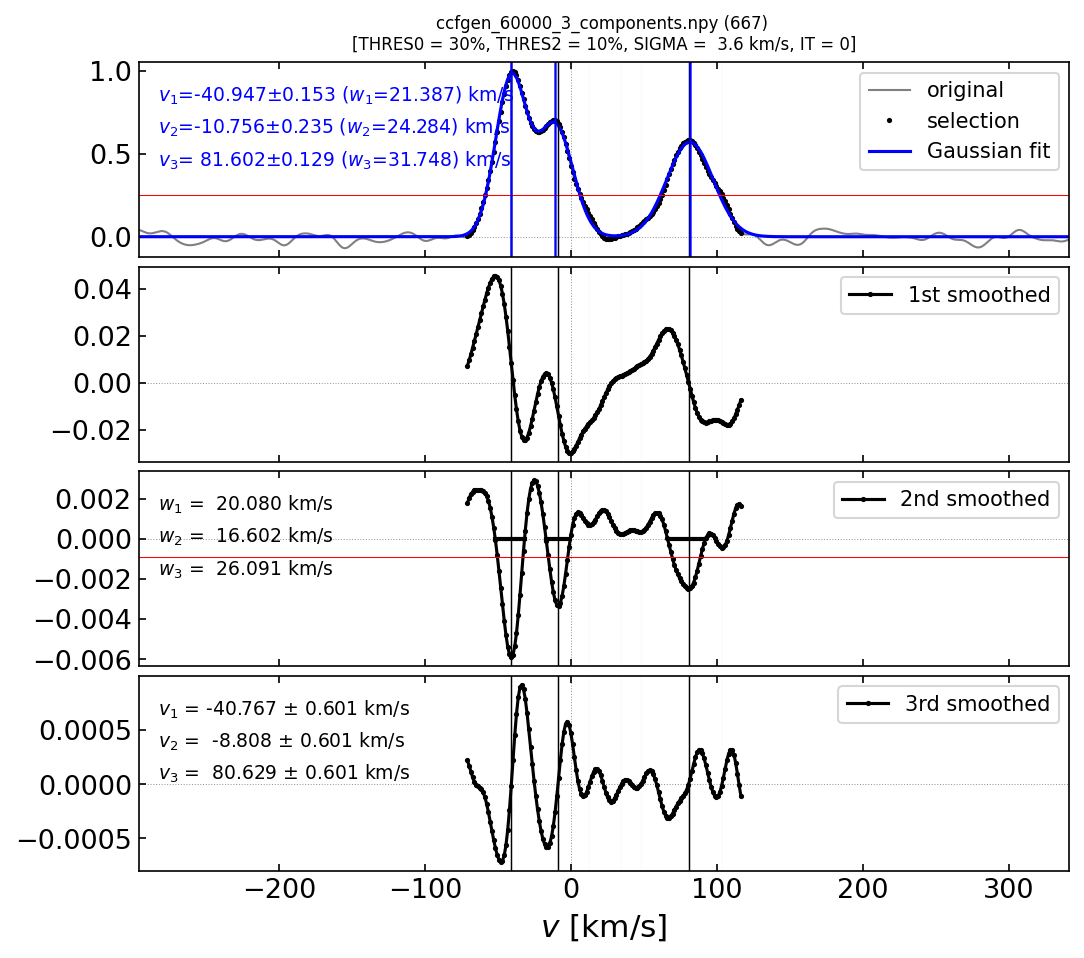 ccfgen_60000_3_components.npy (667)
[THRES0 = 30%, THRES2 = 10%, SIGMA =  3.6 km/s, IT = 0]
1.0
0.5
0.0
v₁=-40.947±0.153 (w₁=21.387) km/s
v₂=-10.756±0.235 (w₂=24.284) km/s
v₃= 81.602±0.129 (w₃=31.748) km/s
original
selection
Gaussian fit
0.04
0.02
0.00
−0.02
1st smoothed
0.002
0.000
−0.002
−0.004
−0.006
w₁ =  20.080 km/s
w₂ =  16.602 km/s
w₃ =  26.091 km/s
2nd smoothed
0.0005
0.0000
−0.0005
v₁ = -40.767 ± 0.601 km/s
v₂ =  -8.808 ± 0.601 km/s
v₃ =  80.629 ± 0.601 km/s
3rd smoothed
−200 −100 0 100 200 300
v [km/s]